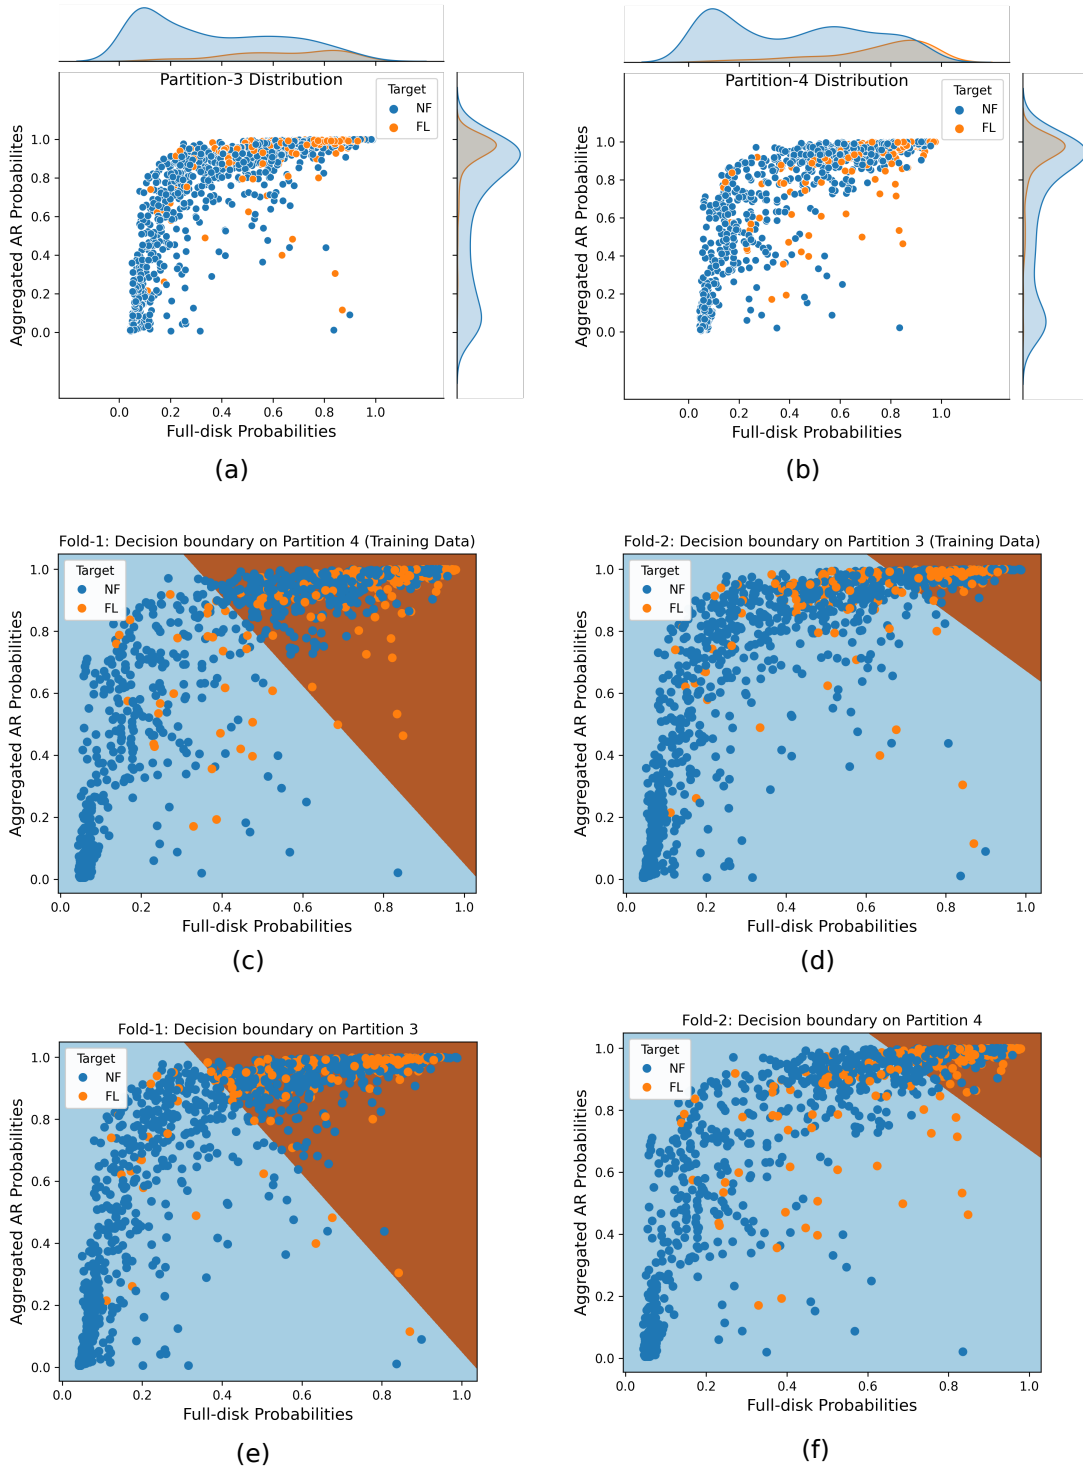 Partition-3 Distribution
Target
NF
FL
1.0
0.8
0.6
0.4
0.2
0.0
Aggregated AR Probabilites
0.0 0.2 0.4 0.6 0.8 1.0
Full-disk Probabilities
(a)
Partition-4 Distribution
Target
NF
FL
1.0
0.8
0.6
0.4
0.2
0.0
Aggregated AR Probabilites
0.0 0.2 0.4 0.6 0.8 1.0
Full-disk Probabilities
(b)
Fold-1: Decision boundary on Partition 4 (Training Data)
Target
NF
FL
1.0
0.8
0.6
0.4
0.2
0.0
Aggregated AR Probabilities
0.0 0.2 0.4 0.6 0.8 1.0
Full-disk Probabilities
(c)
Fold-2: Decision boundary on Partition 3 (Training Data)
Target
NF
FL
1.0
0.8
0.6
0.4
0.2
0.0
Aggregated AR Probabilities
0.0 0.2 0.4 0.6 0.8 1.0
Full-disk Probabilities
(d)
Fold-1: Decision boundary on Partition 3
Target
NF
FL
1.0
0.8
0.6
0.4
0.2
0.0
Aggregated AR Probabilities
0.0 0.2 0.4 0.6 0.8 1.0
Full-disk Probabilities
(e)
Fold-2: Decision boundary on Partition 4
Target
NF
FL
1.0
0.8
0.6
0.4
0.2
0.0
Aggregated AR Probabilities
0.0 0.2 0.4 0.6 0.8 1.0
Full-disk Probabilities
(f)